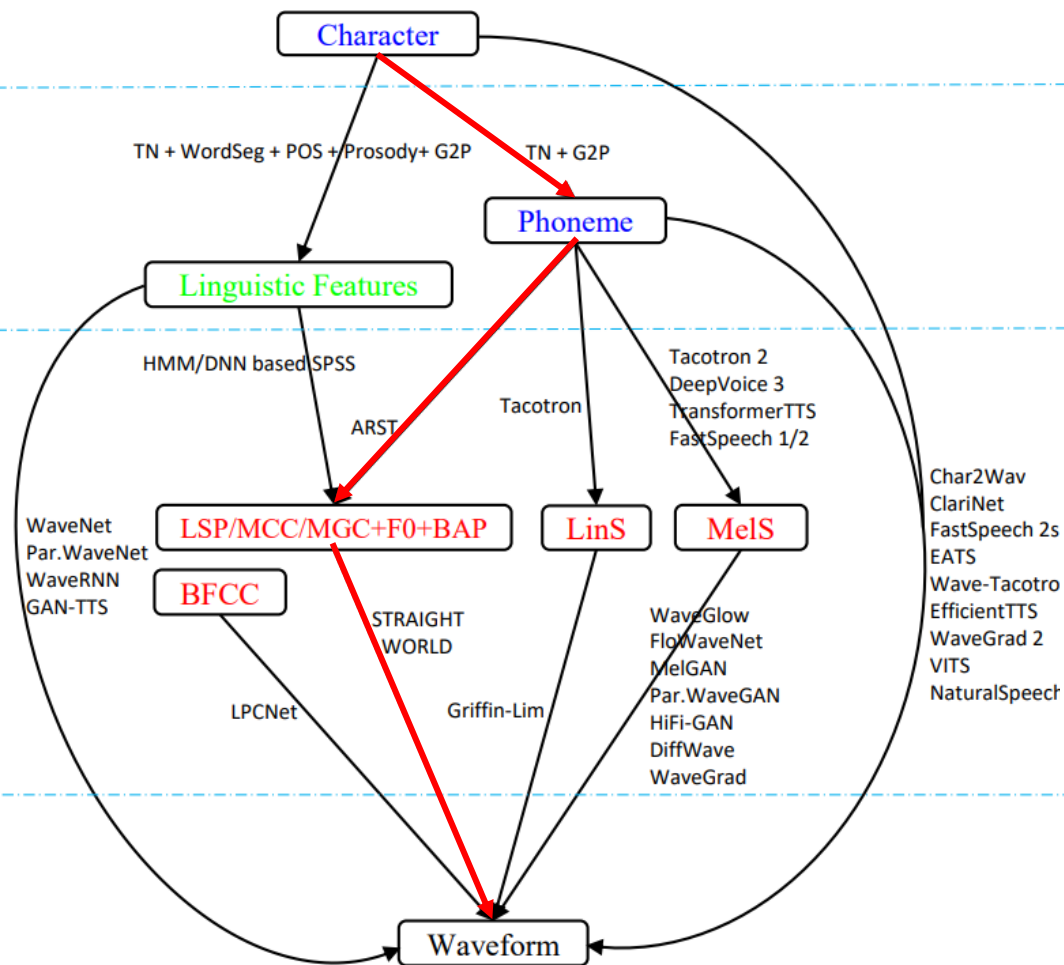 Character
TN + WordSeg + POS + Prosody+ G2P
TN + G2P
Phoneme
Linguistic Features
HMM/DNN based SPSS
ARST
Tacotron
Tacotron 2
DeepVoice 3
TransformerTTS
FastSpeech 1/2
LSP/MCC/MGC+F0+BAP
LinS
MelS
BFCC
WaveNet
Par.WaveNet
WaveRNN
GAN-TTS
LPCNet
STRAIGHT
WORLD
Griffin-Lim
WaveGlow
FloWaveNet
MelGAN
Par.WaveGAN
HiFi-GAN
DiffWave
WaveGrad
Char2Wav
ClariNet
FastSpeech 2s
EATS
Wave-Tacotro
EfficientTTS
WaveGrad 2
VITS
NaturalSpeech
Waveform